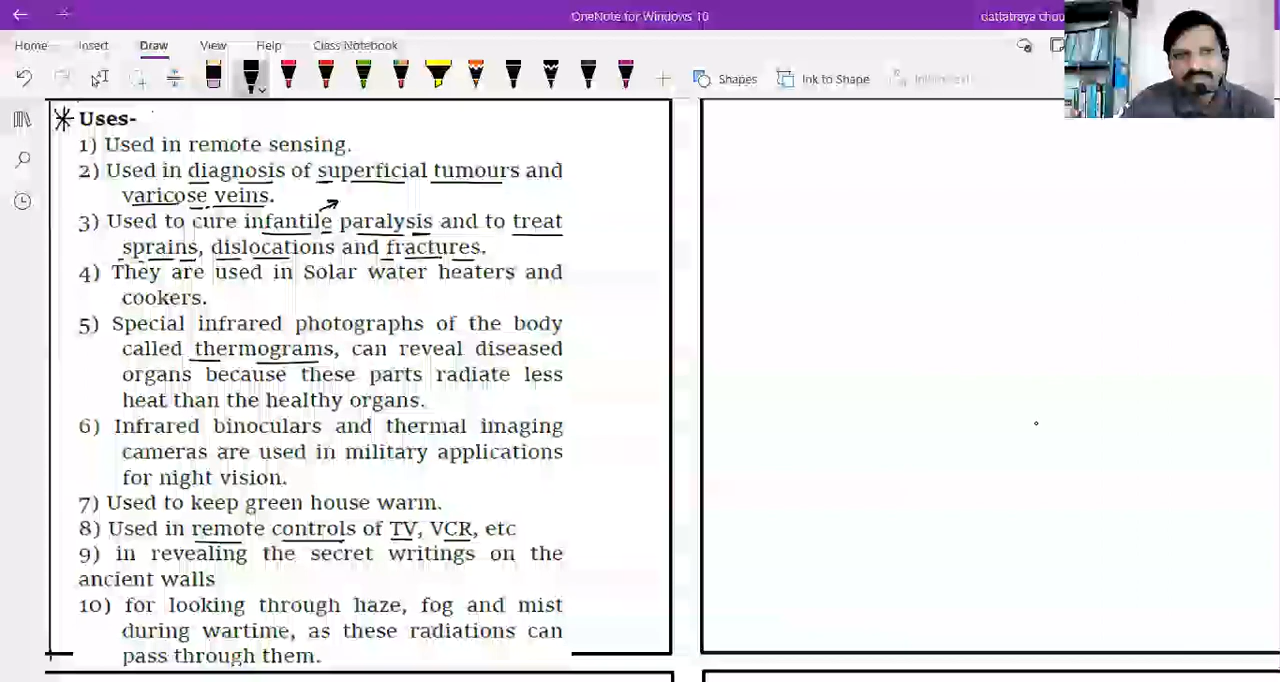 OneNote for Windows 10
dattatraya chou
Home Insert Draw View Help Class Notebook
Shapes Ink to Shape Ink to Math
Uses-
1) Used in remote sensing.
2) Used in diagnosis of superficial tumours and
varicose veins.
3) Used to cure infantile paralysis and to treat
sprains, dislocations and fractures.
4) They are used in Solar water heaters and
cookers.
5) Special infrared photographs of the body
called thermograms, can reveal diseased
organs because these parts radiate less
heat than the healthy organs.
6) Infrared binoculars and thermal imaging
cameras are used in military applications
for night vision.
7) Used to keep green house warm.
8) Used in remote controls of TV, VCR, etc
9) in revealing the secret writings on the
ancient walls
10) for looking through haze, fog and mist
during wartime, as these radiations can
pass through them.